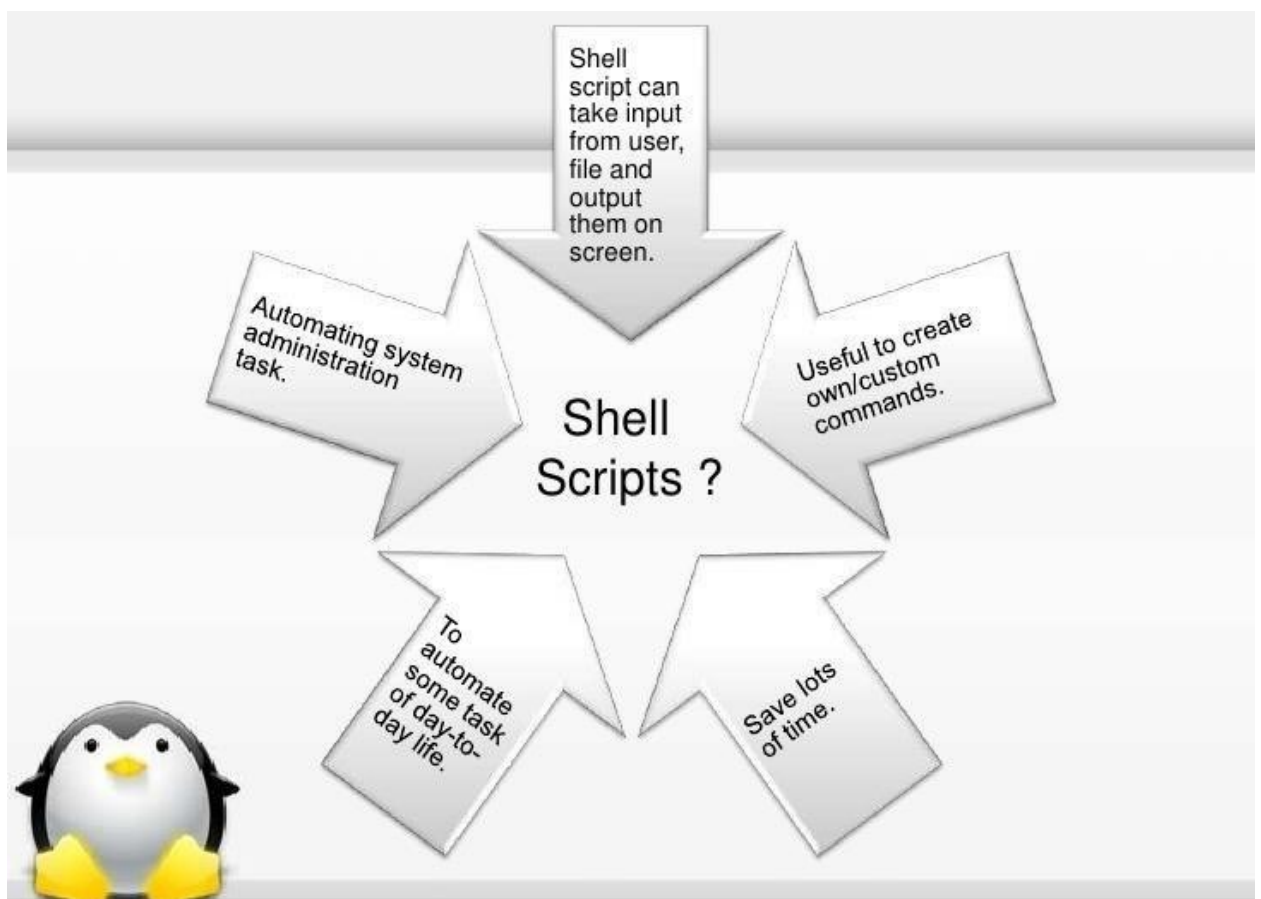 Shell
script can
take input
from user,
file and
output
them on
screen.
Useful to create
own/custom
commands.
Save lots
of time.
To
automate
some task
of day-to-
day life.
Automating system
administration
task.
Shell
Scripts ?